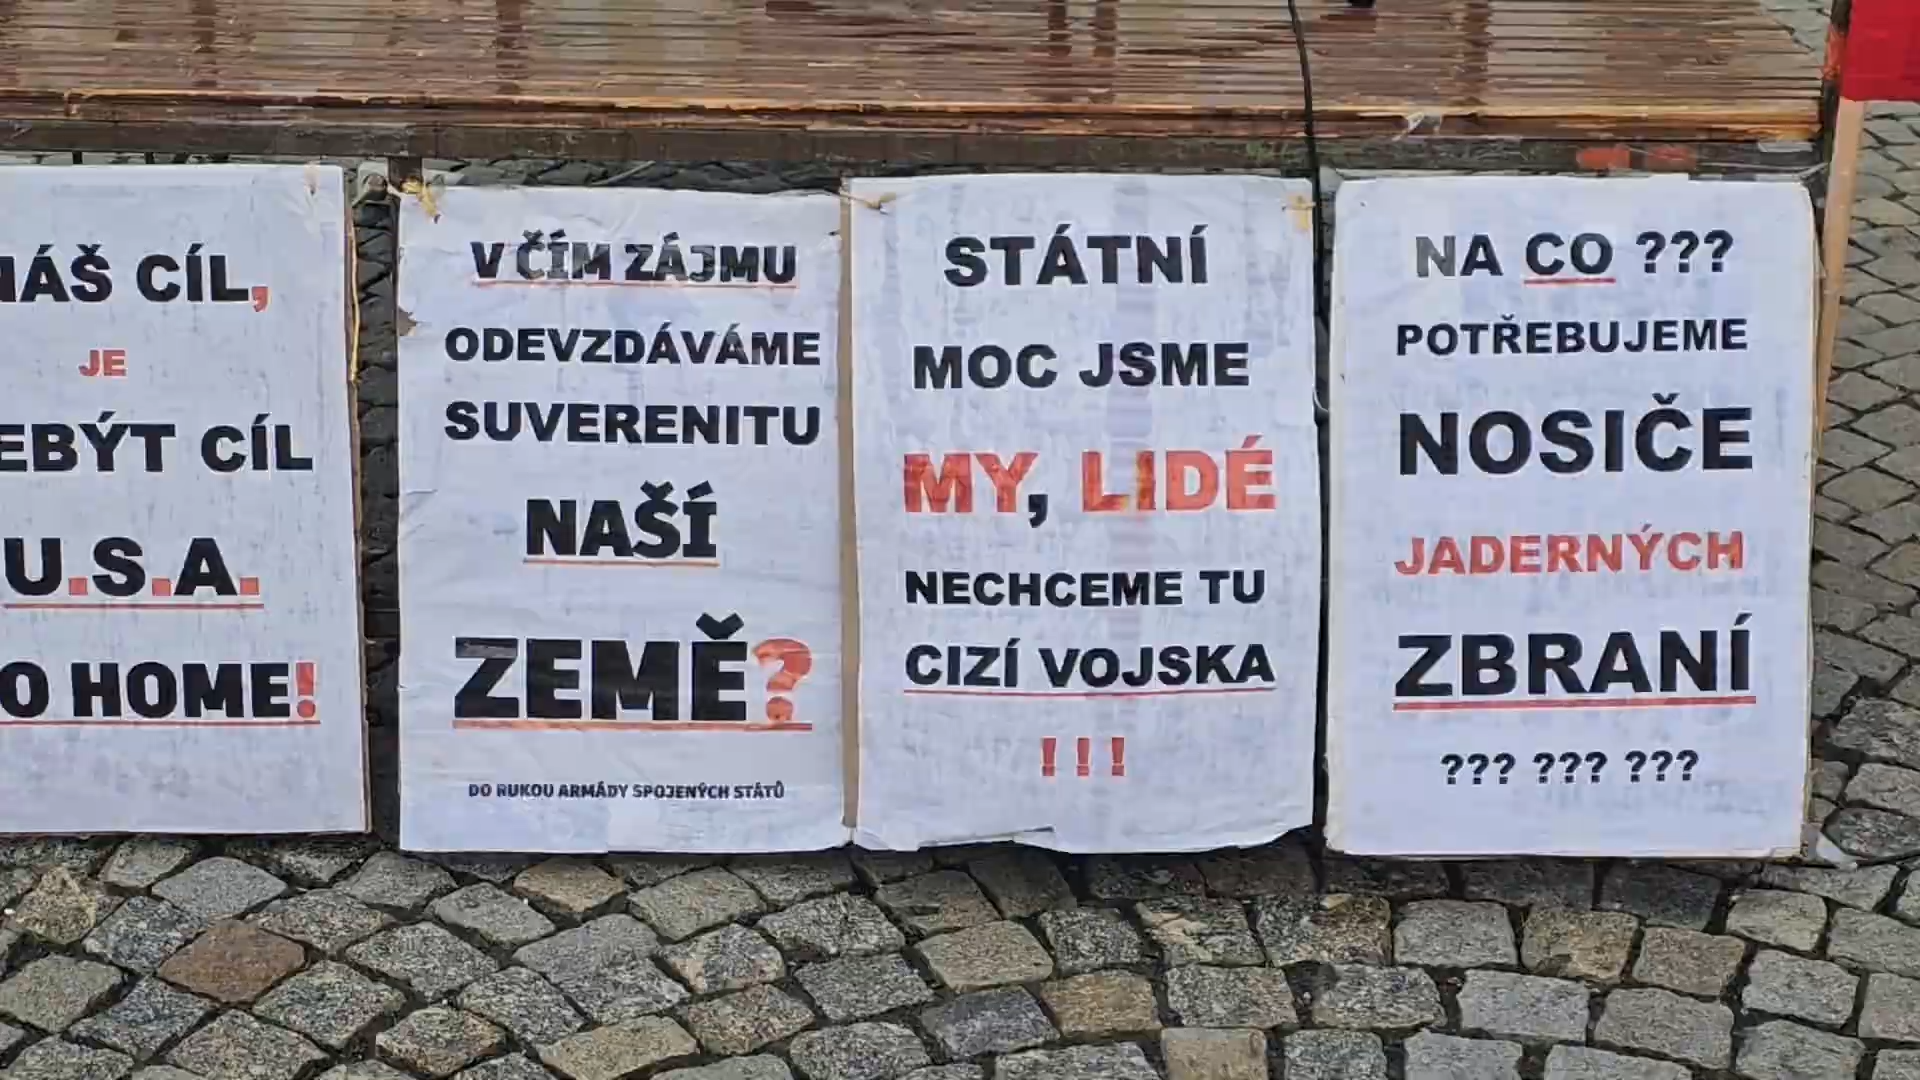 NÁŠ CÍL,
JE
EBÝT CÍL
U.S.A.
O HOME!
V ČÍM ZÁJMU
ODEVZDÁVÁME
SUVERENITU
NAŠÍ
ZEMĚ?
DO RUKOU ARMÁDY SPOJENÝCH STÁTŮ
STÁTNÍ
MOC JSME
MY, LIDÉ
NECHCEME TU
CIZÍ VOJSKA
!!!
NA CO ???
POTŘEBUJEME
NOSIČE
JADERNÝCH
ZBRANÍ
??? ??? ???